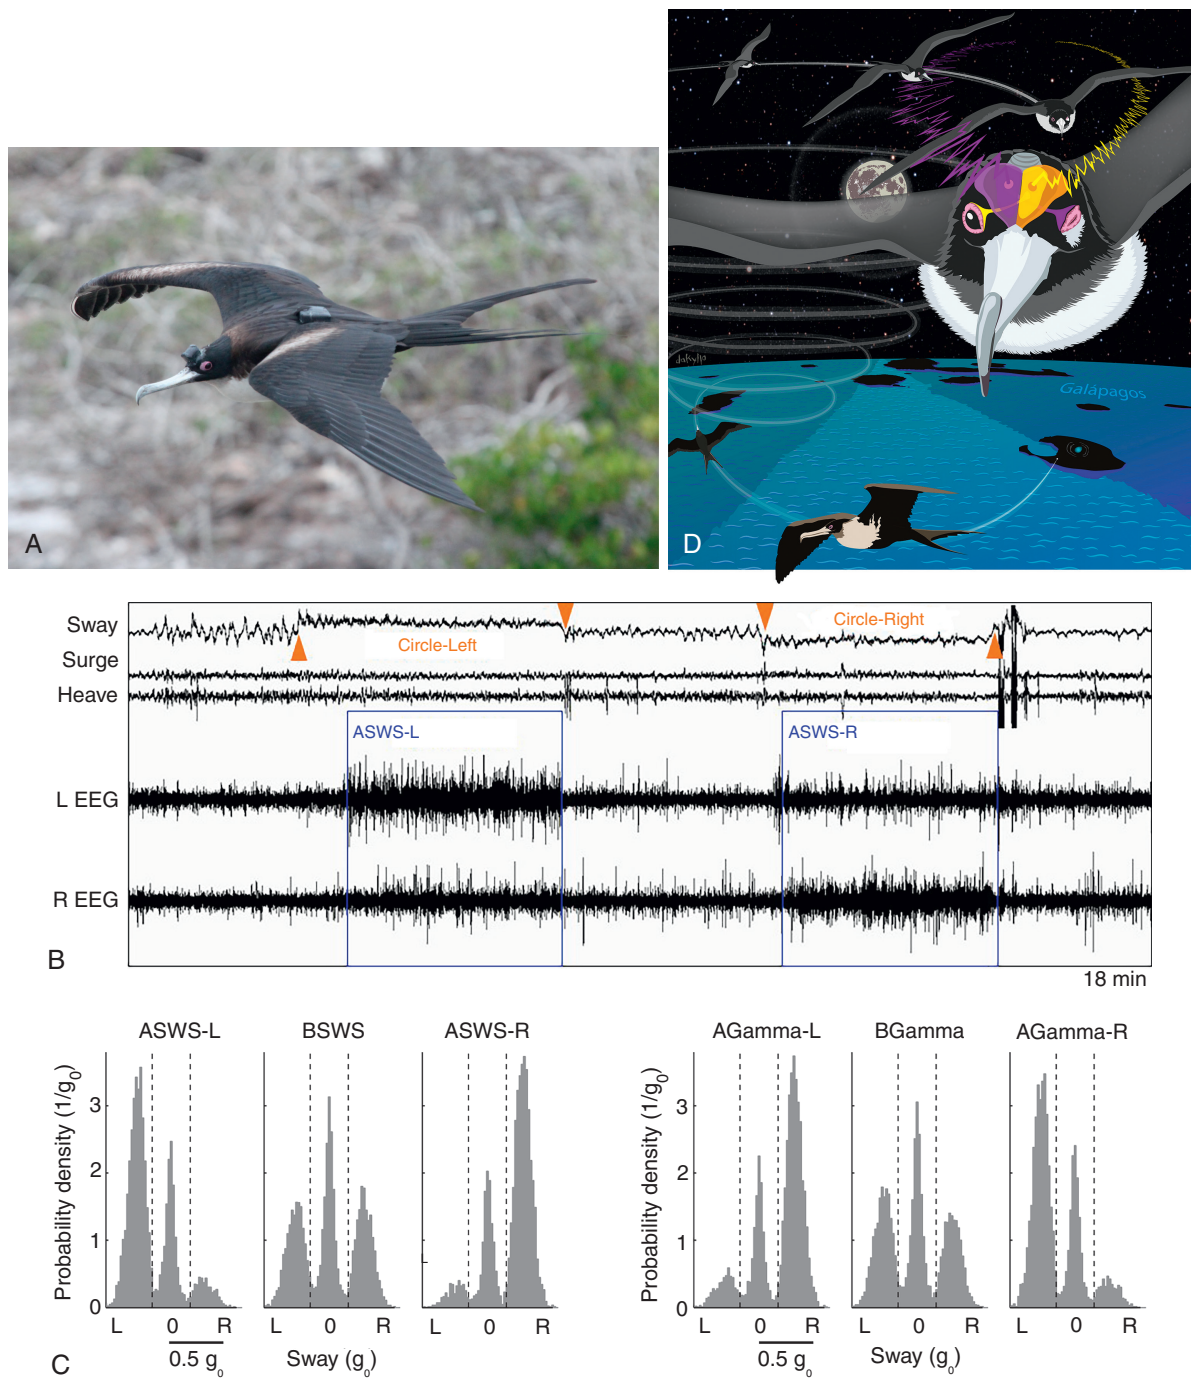 A
dakylla
Galápagos
D
Sway
Surge
Heave
Circle-Left
Circle-Right
ASWS-L
ASWS-R
L EEG
R EEG
B
18 min
ASWS-L
BSWS
ASWS-R
Probability density (1/g0)
3
2
1
0
L
0
R
L
0
R
L
0
R
0.5 g0
Sway (g0)
AGamma-L
BGamma
AGamma-R
Probability density (1/g0)
3
2
1
0
L
0
R
L
0
R
L
0
R
0.5 g0
Sway (g0)
C